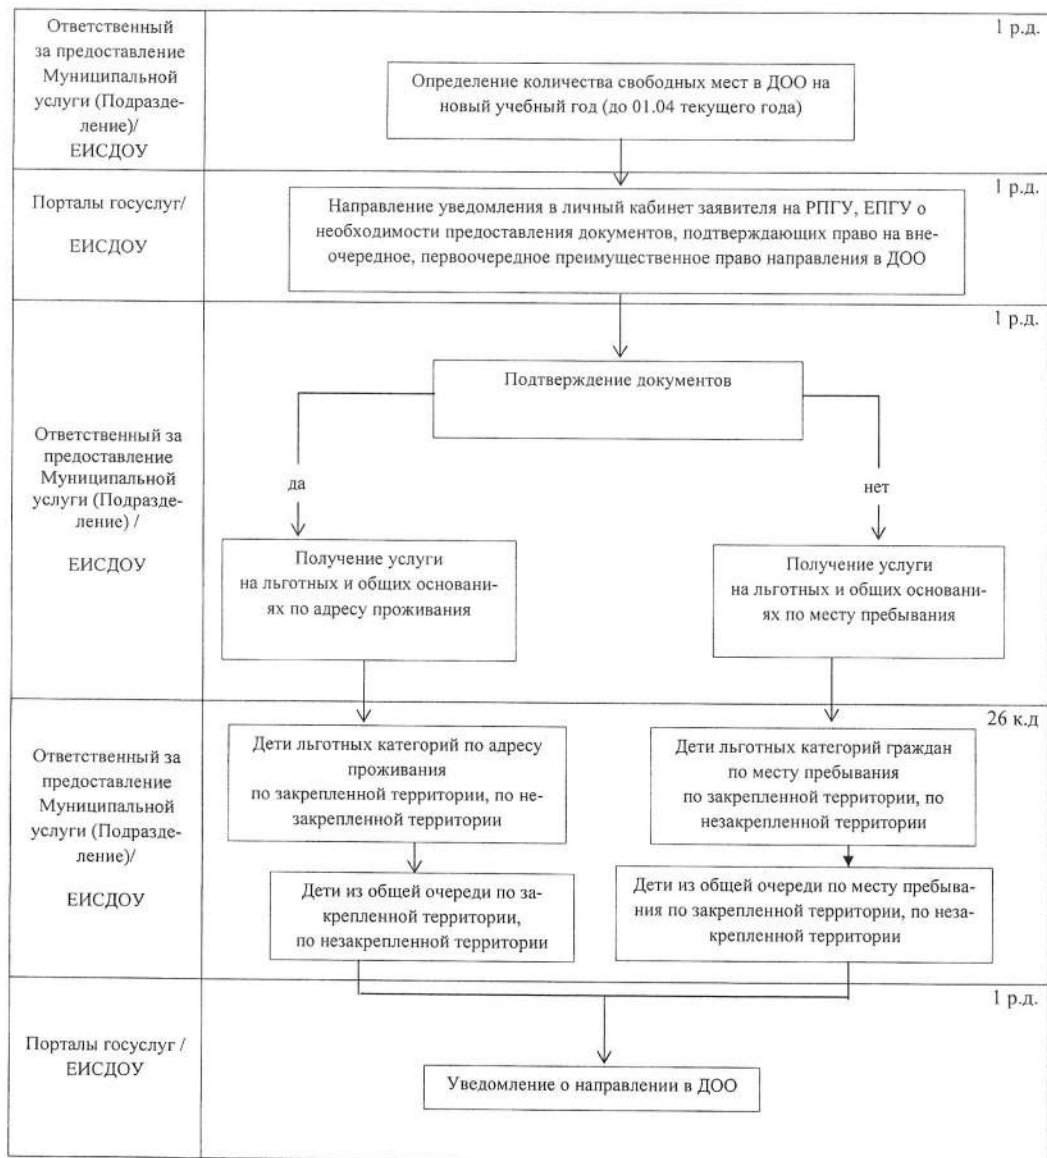 Ответственный
за предоставление
Муниципальной
услуги (Подразде-
ление)/
ЕИСДОУ
1 р.д.
Определение количества свободных мест в ДОО на
новый учебный год (до 01.04 текущего года)
Порталы госуслуг/
ЕИСДОУ
1 р.д.
Направление уведомления в личный кабинет заявителя на РПГУ, ЕПГУ о
необходимости предоставления документов, подтверждающих право на вне-
очередное, первоочередное преимущественное право направления в ДОО
Ответственный за
предоставление
Муниципальной
услуги (Подразде-
ление) /
ЕИСДОУ
1 р.д.
Подтверждение документов
да
нет
Получение услуги
на льготных и общих основани-
ях по адресу проживания
Получение услуги
на льготных и общих основани-
ях по месту пребывания
Ответственный за
предоставление
Муниципальной
услуги (Подразде-
ление)/
ЕИСДОУ
26 к.д
Дети льготных категорий по адресу
проживания
по закрепленной территории, по не-
закрепленной территории
Дети льготных категорий граждан
по месту пребывания
по закрепленной территории, по
незакрепленной территории
Дети из общей очереди по за-
крепленной территории,
по незакрепленной территории
Дети из общей очереди по месту пребыва-
ния по закрепленной территории, по неза-
крепленной территории
Порталы госуслуг /
ЕИСДОУ
1 р.д.
Уведомление о направлении в ДОО